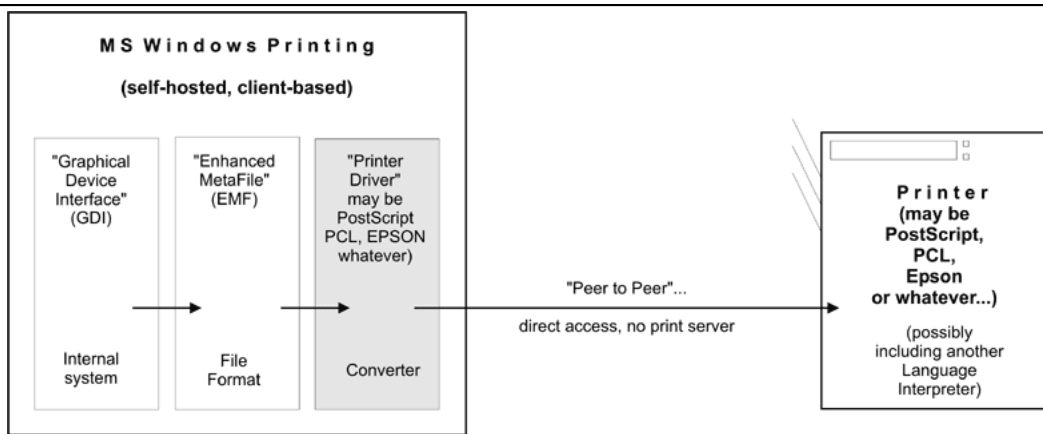 MS Windows Printing
(self-hosted, client-based)
"Graphical
Device
Interface"
(GDI)
Internal
system
"Enhanced
MetaFile"
(EMF)
File
Format
"Printer
Driver"
may be
PostScript
PCL, EPSON
whatever)
Converter
"Peer to Peer"...
direct access, no print server
Printer
(may be
PostScript,
PCL,
Epson
or whatever...)
(possibly
including another
Language
Interpreter)